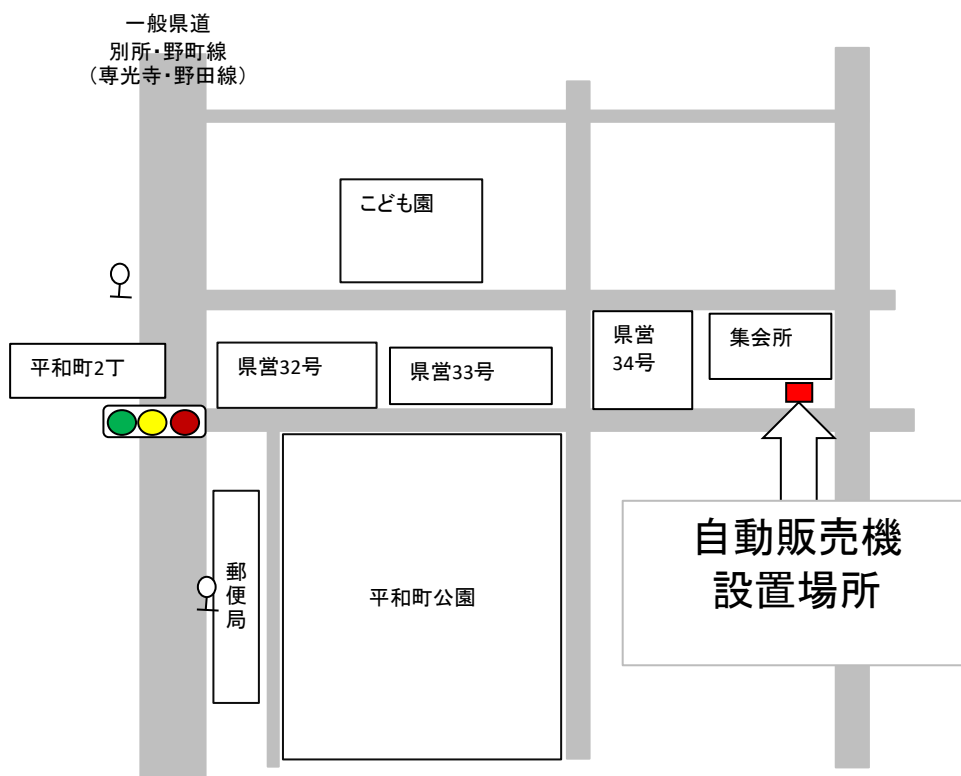 一般県道
別所・野町線
（専光寺・野田線）
こども園
平和町2丁
県営32号
県営33号
県営
34号
集会所
自動販売機
設置場所
郵
便
局
平和町公園